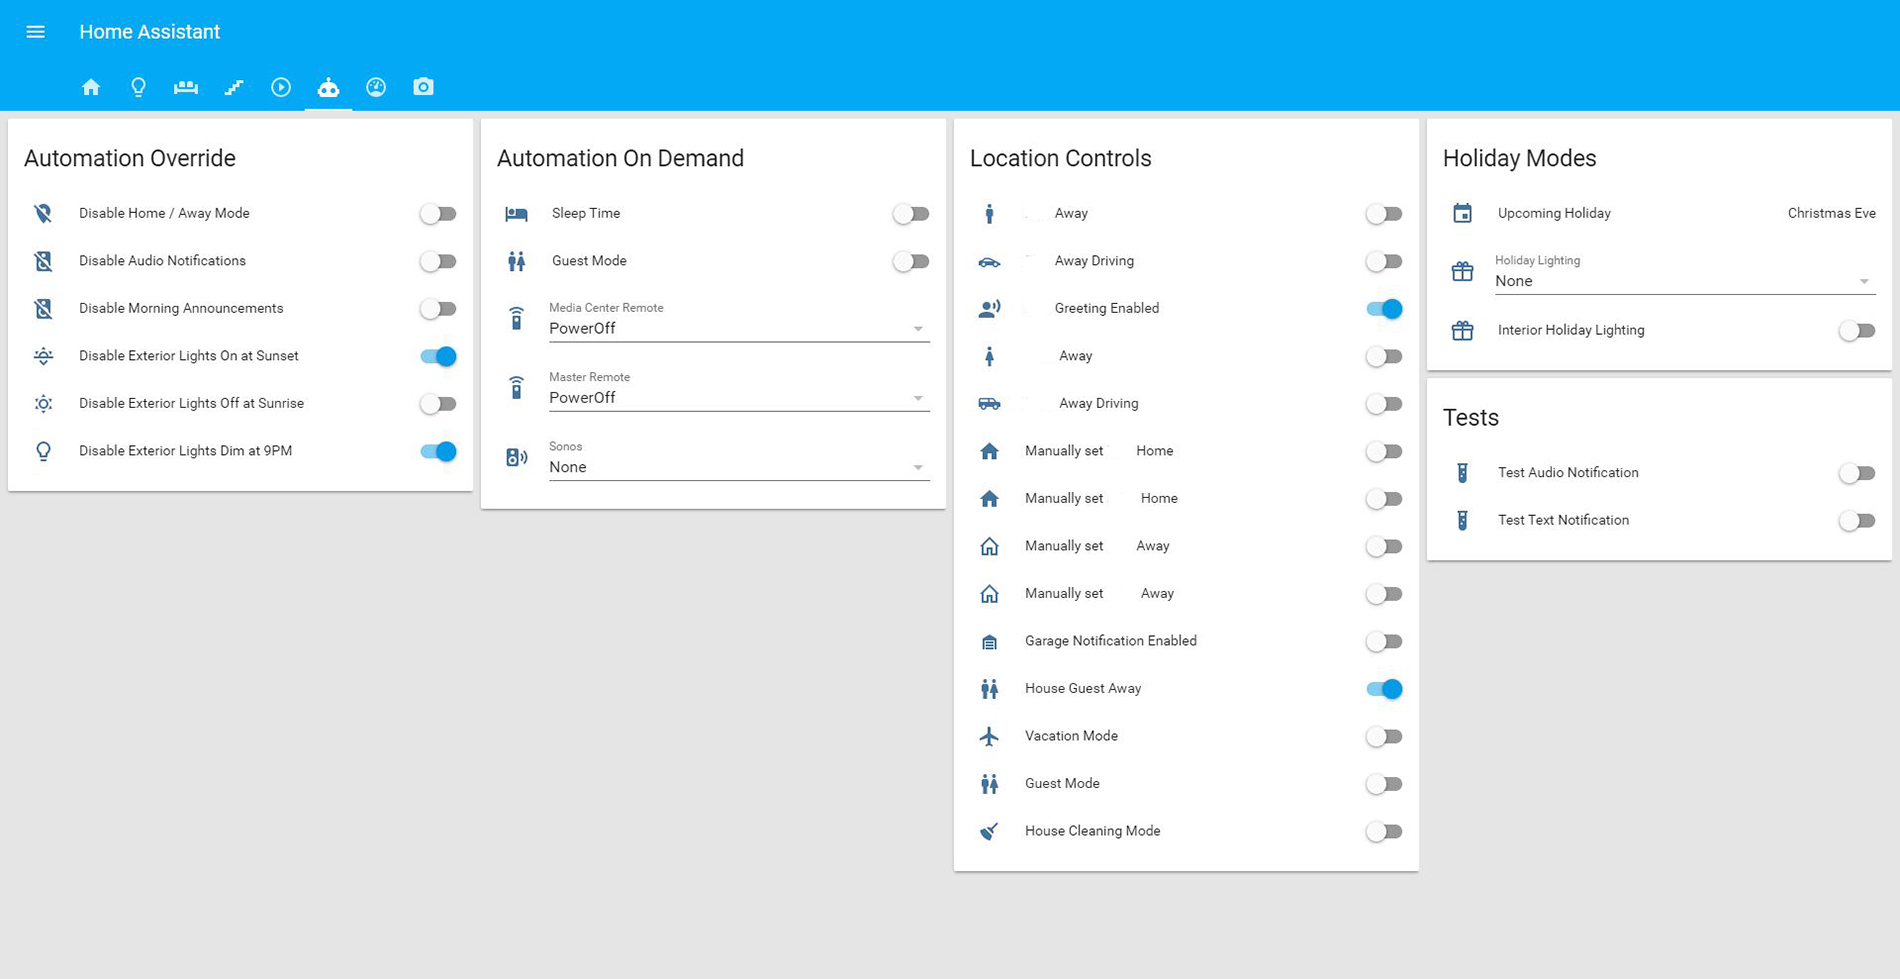 Home Assistant
Automation Override
Disable Home / Away Mode
Disable Audio Notifications
Disable Morning Announcements
Disable Exterior Lights On at Sunset
Disable Exterior Lights Off at Sunrise
Disable Exterior Lights Dim at 9PM
Automation On Demand
Sleep Time
Guest Mode
Media Center Remote
PowerOff
Master Remote
PowerOff
Sonos
None
Location Controls
Away
Away Driving
Greeting Enabled
Away
Away Driving
Manually set Home
Manually set Home
Manually set Away
Manually set Away
Garage Notification Enabled
House Guest Away
Vacation Mode
Guest Mode
House Cleaning Mode
Holiday Modes
Upcoming Holiday Christmas Eve
Holiday Lighting
None
Interior Holiday Lighting
Tests
Test Audio Notification
Test Text Notification